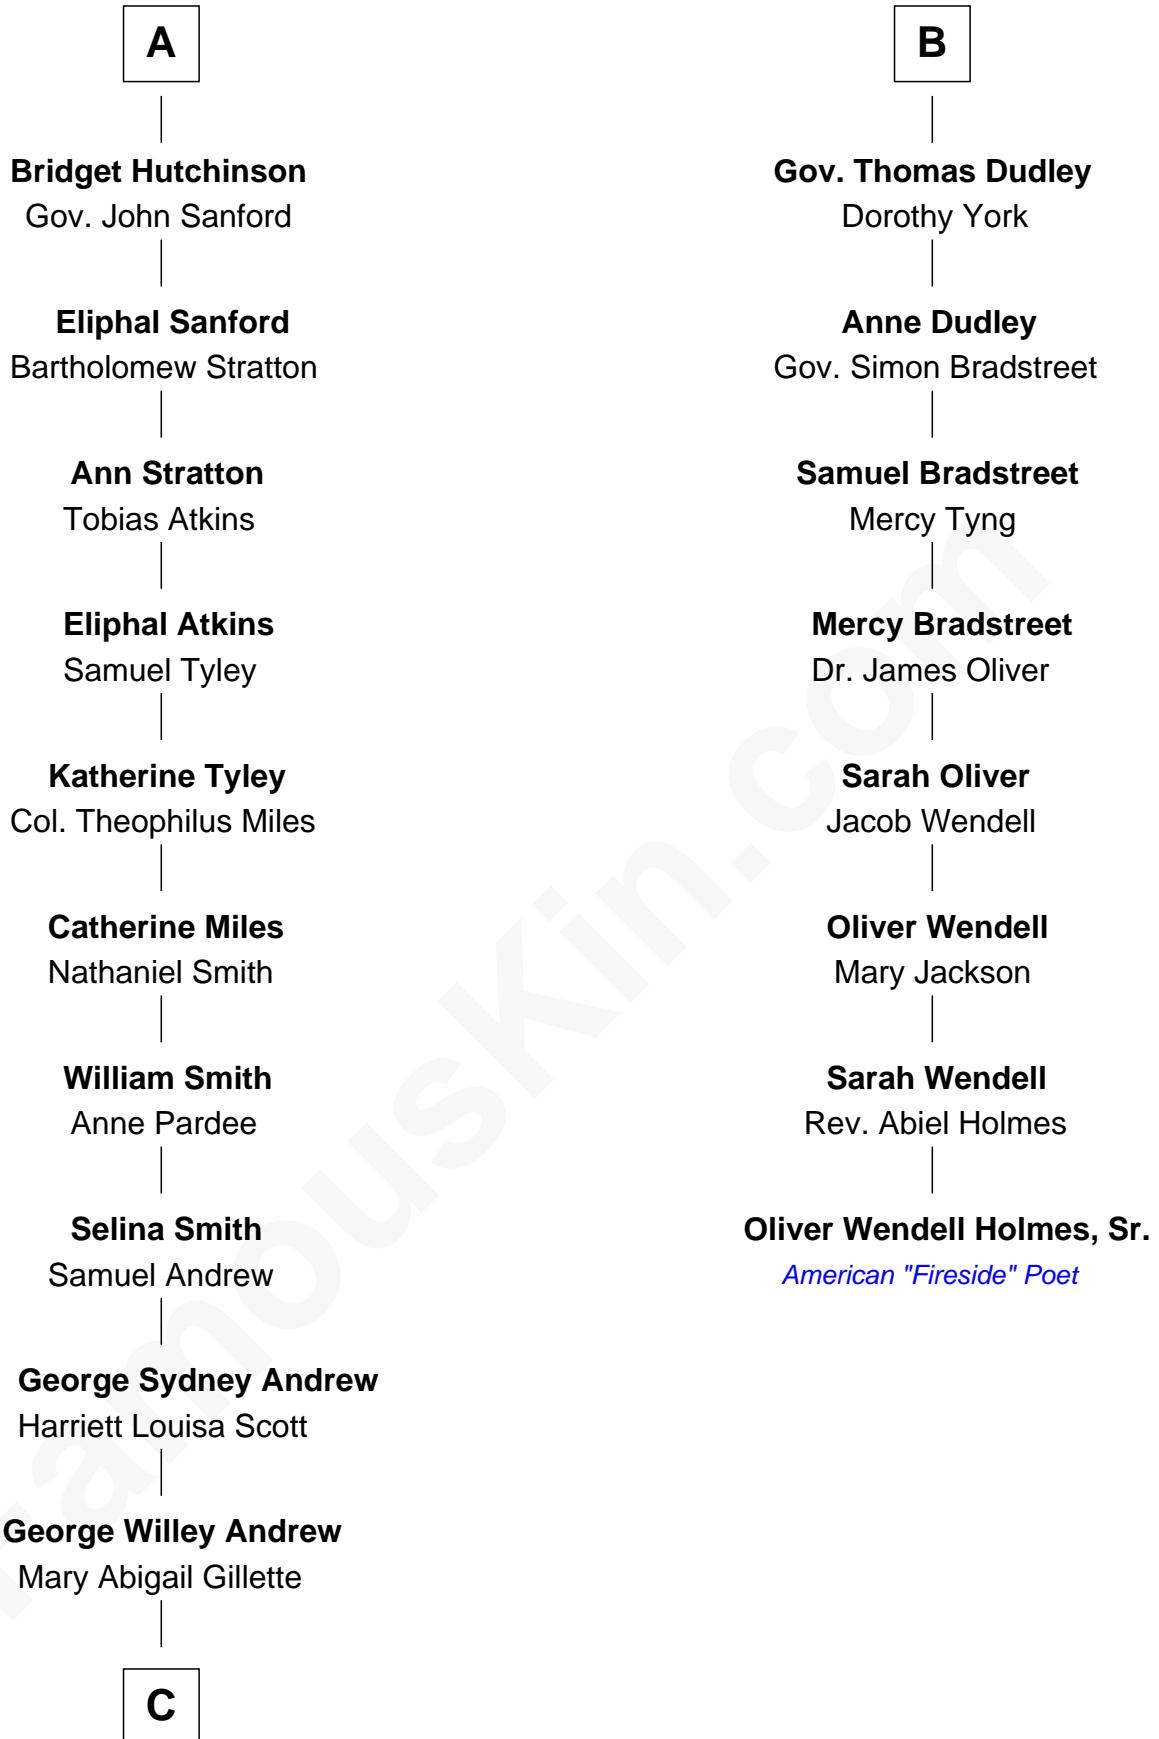 A
Bridget Hutchinson
Gov. John Sanford
Eliphal Sanford
Bartholomew Stratton
Ann Stratton
Tobias Atkins
Eliphal Atkins
Samuel Tyley
Katherine Tyley
Col. Theophilus Miles
Catherine Miles
Nathaniel Smith
William Smith
Anne Pardee
Selina Smith
Samuel Andrew
George Sydney Andrew
Harriett Louisa Scott
George Willey Andrew
Mary Abigail Gillette
C
B
Gov. Thomas Dudley
Dorothy York
Anne Dudley
Gov. Simon Bradstreet
Samuel Bradstreet
Mercy Tyng
Mercy Bradstreet
Dr. James Oliver
Sarah Oliver
Jacob Wendell
Oliver Wendell
Mary Jackson
Sarah Wendell
Rev. Abiel Holmes
Oliver Wendell Holmes, Sr.
American "Fireside" Poet
FamousKin.com